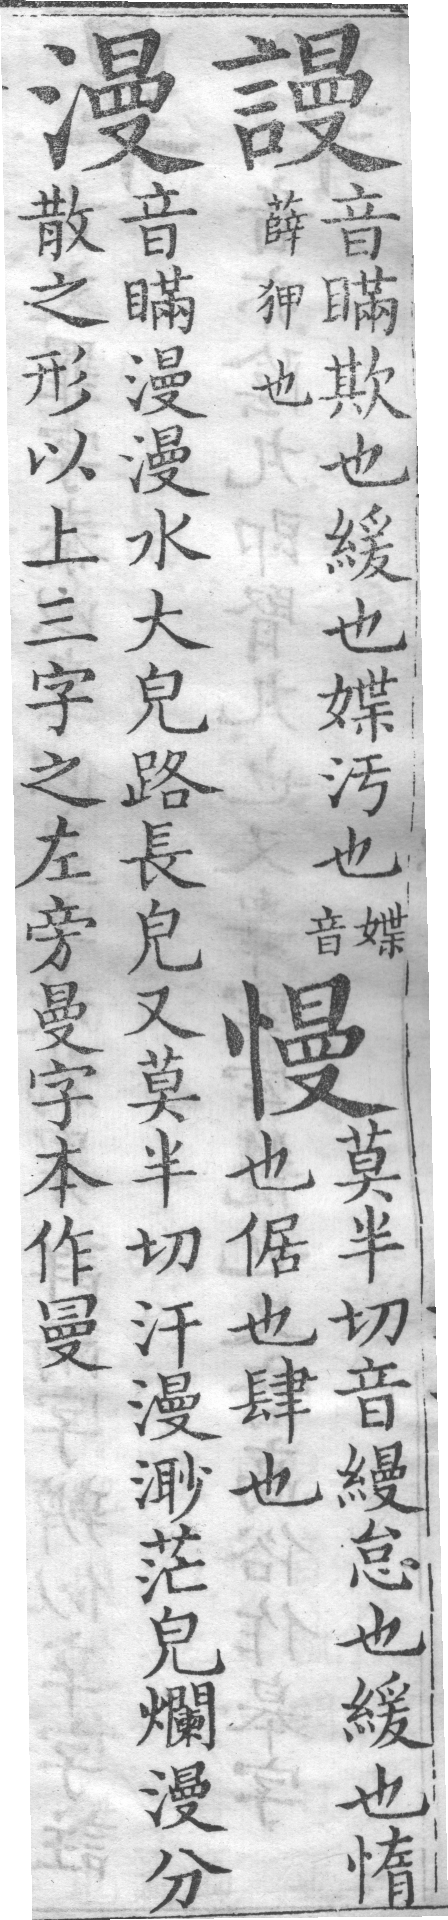 謾音瞞欺也緩也媟汚也媟音
薛狎也
慢莫半切音縵怠也緩也惰
也倨也肆也
漫音瞞漫漫水大皃路長皃又莫半切汗漫渺茫皃爛漫分
散之形以上三字之左旁曼字本作曼